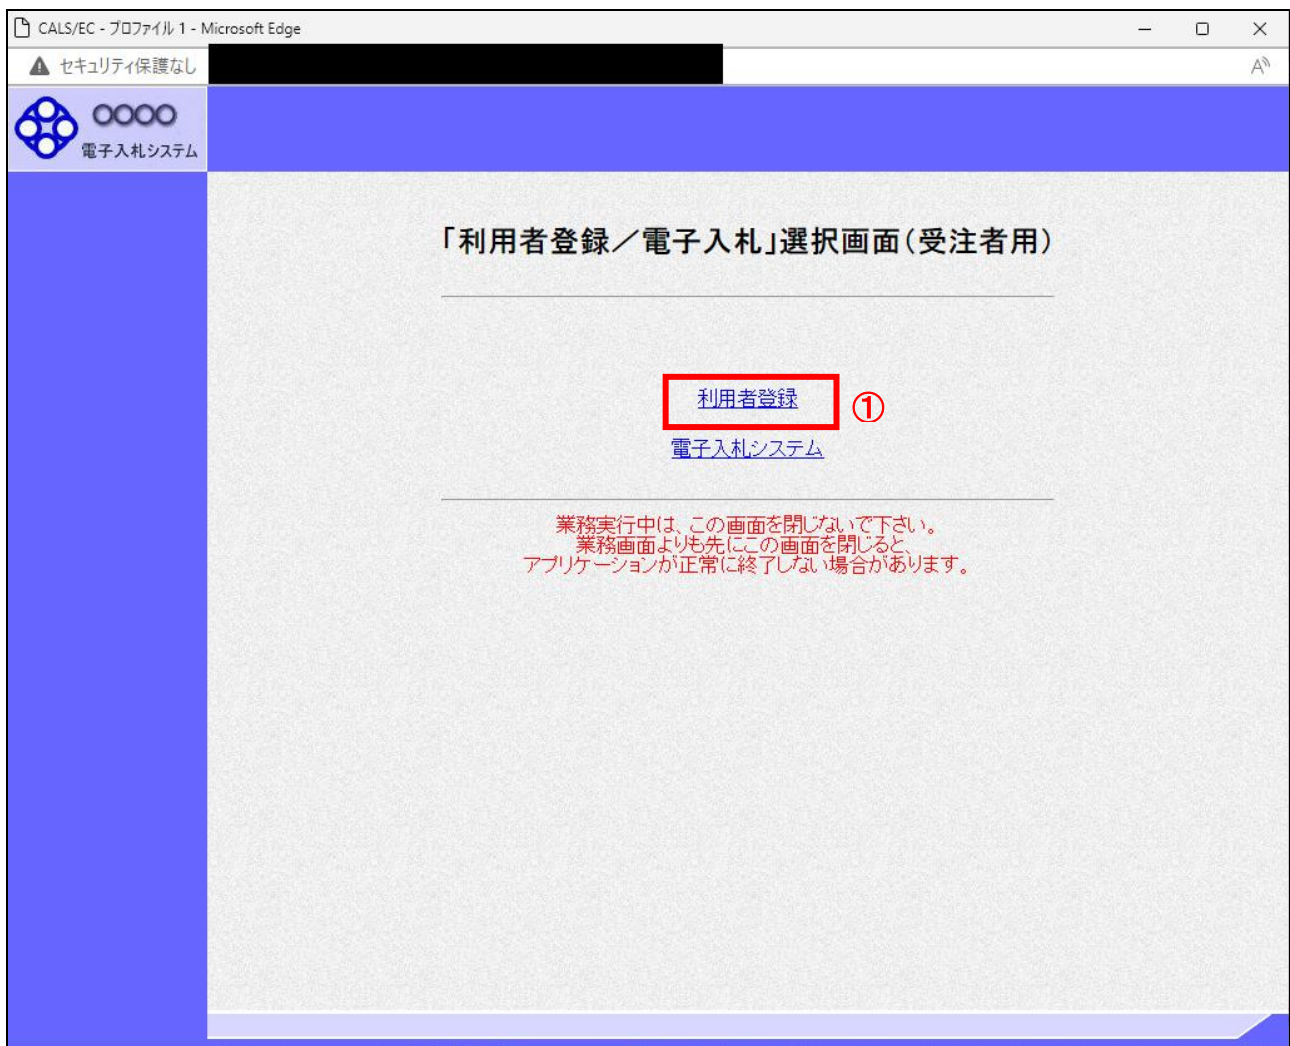 CALS/EC - プロファイル 1 - Microsoft Edge
セキュリティ保護なし
A
○○○○
電子入札システム
「利用者登録／電子入札」選択画面（受注者用）
利用者登録
①
電子入札システム
業務実行中は、この画面を閉じないで下さい。
業務画面よりも先にこの画面を閉じると、
アプリケーションが正常に終了しない場合があります。